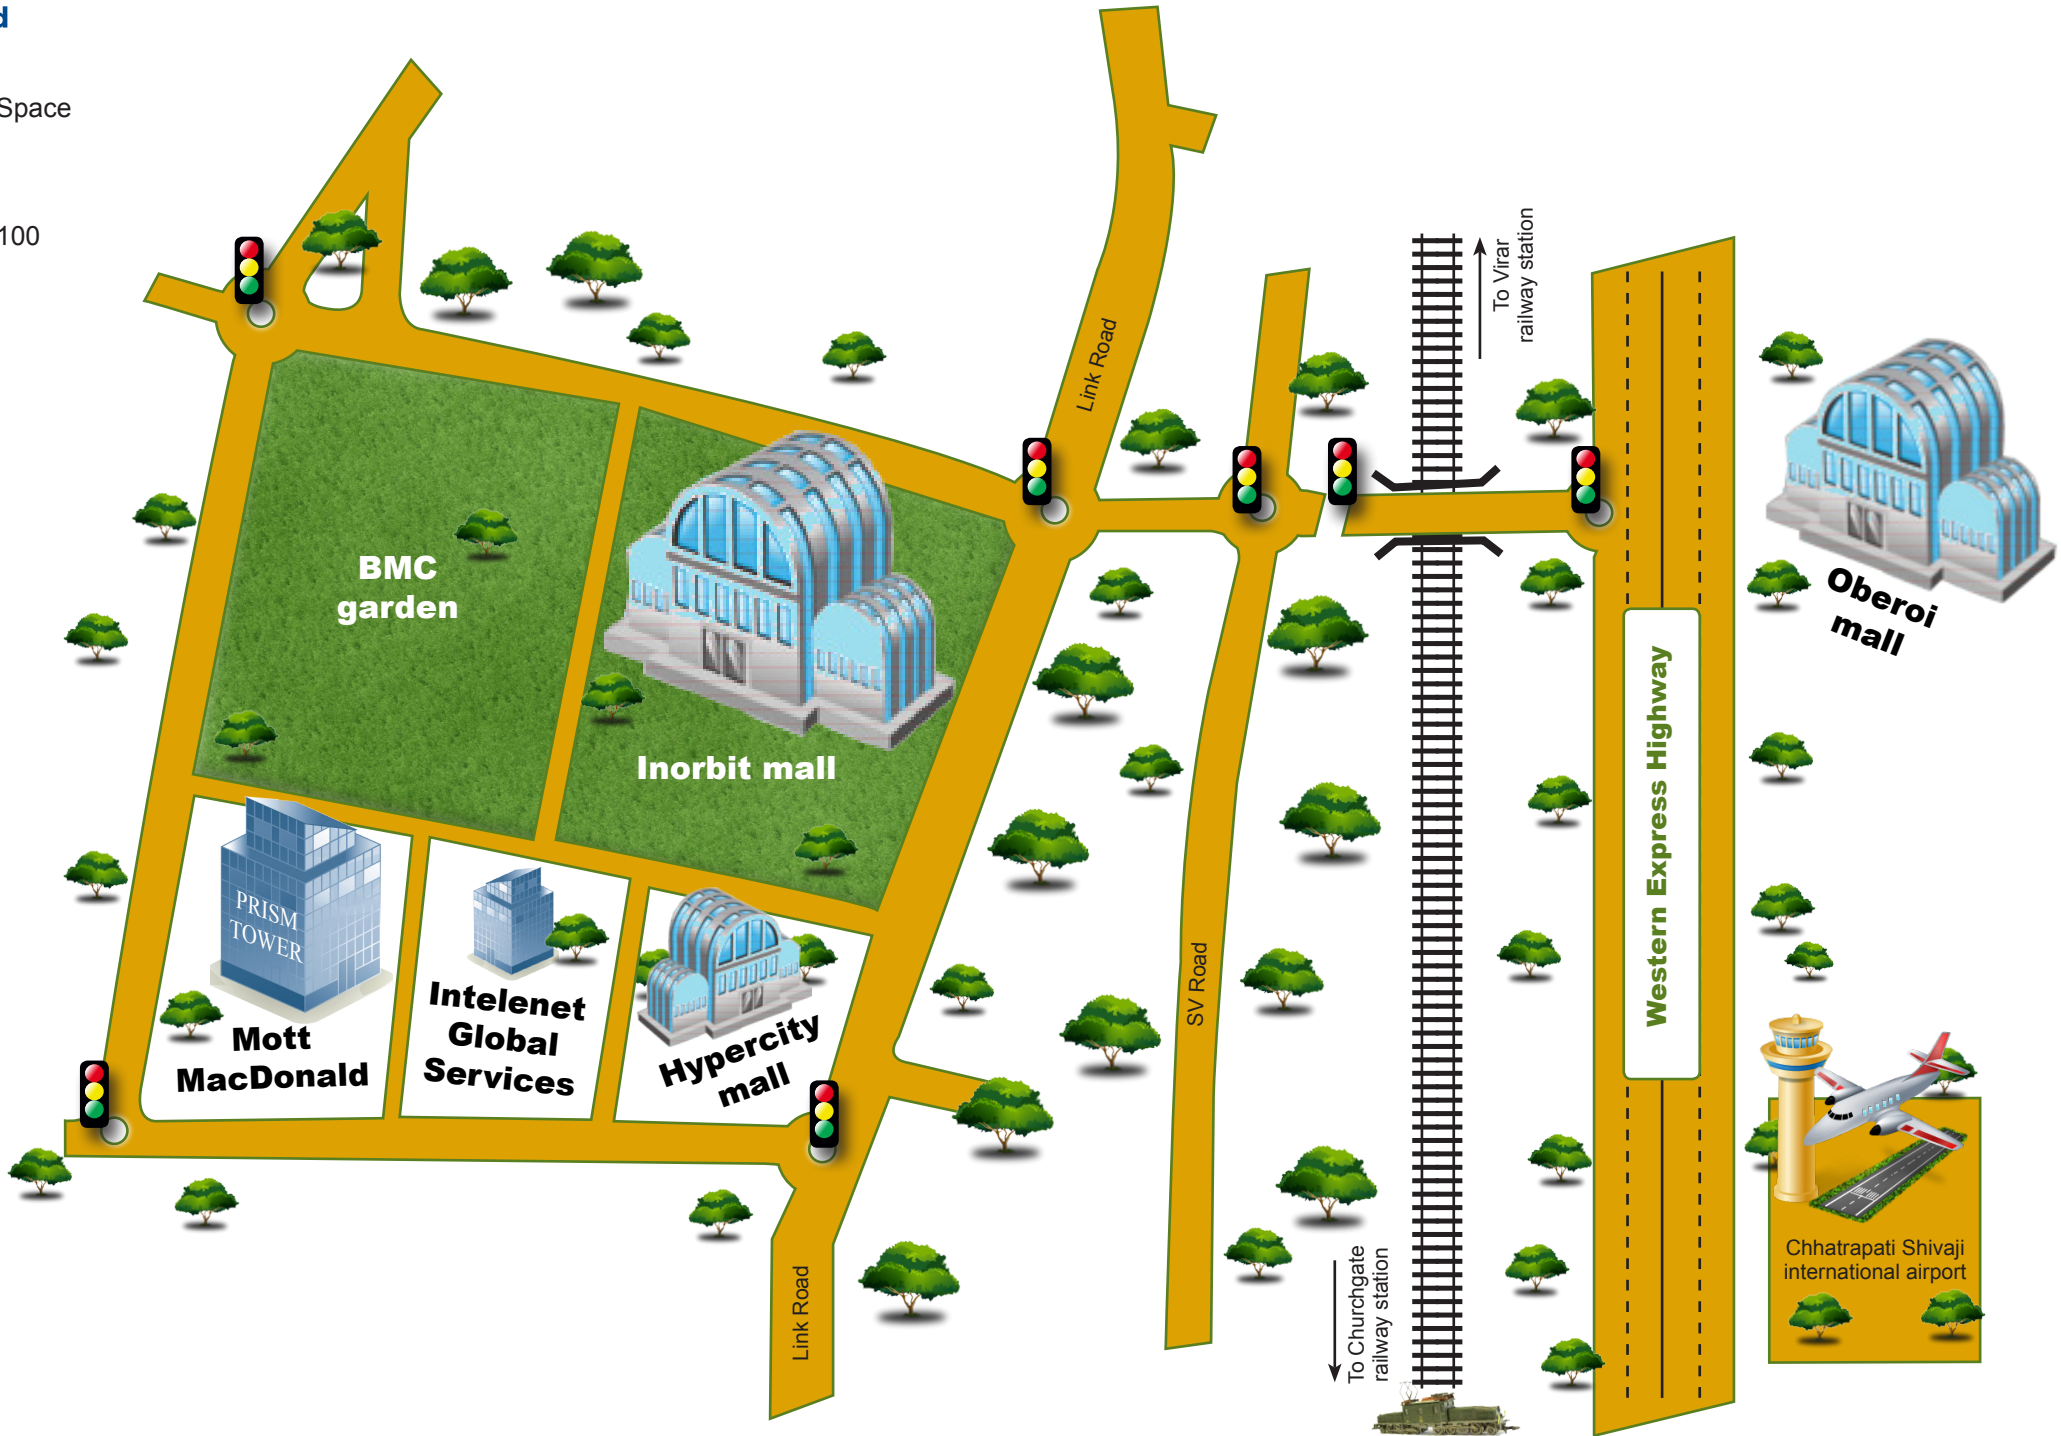 d
Space
100
To Virar
railway station
Link Road
BMC
garden
Oberoi
mall
Inorbit mall
Western Express Highway
PRISM
TOWER
Intelenet
Global
Services
Mott
MacDonald
Hypercity
mall
SV Road
Chhatrapati Shivaji
international airport
Link Road
To Churchgate
railway station